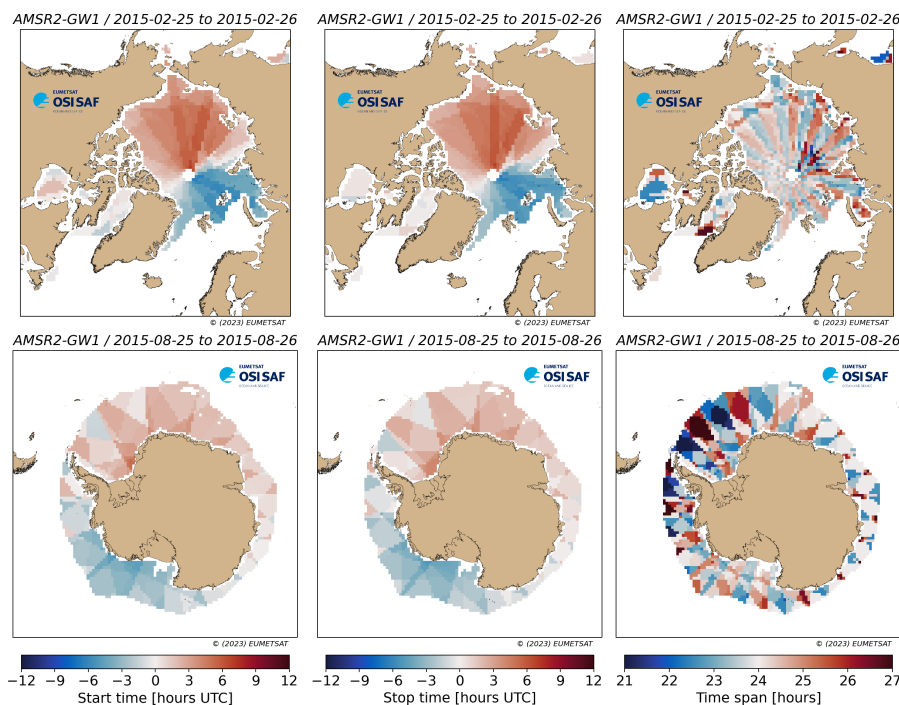 AMSR2-GW1 / 2015-02-25 to 2015-02-26
AMSR2-GW1 / 2015-02-25 to 2015-02-26
AMSR2-GW1 / 2015-02-25 to 2015-02-26
EUMETSAT
OSI SAF
EUMETSAT
OSI SAF
EUMETSAT
OSI SAF
© (2023) EUMETSAT
© (2023) EUMETSAT
© (2023) EUMETSAT
AMSR2-GW1 / 2015-08-25 to 2015-08-26
AMSR2-GW1 / 2015-08-25 to 2015-08-26
AMSR2-GW1 / 2015-08-25 to 2015-08-26
EUMETSAT
OSI SAF
EUMETSAT
OSI SAF
EUMETSAT
OSI SAF
© (2023) EUMETSAT
© (2023) EUMETSAT
© (2023) EUMETSAT
−12 −9 −6 −3 0 3 6 9 12
Start time [hours UTC]
−12 −9 −6 −3 0 3 6 9 12
Stop time [hours UTC]
21 22 23 24 25 26 27
Time span [hours]